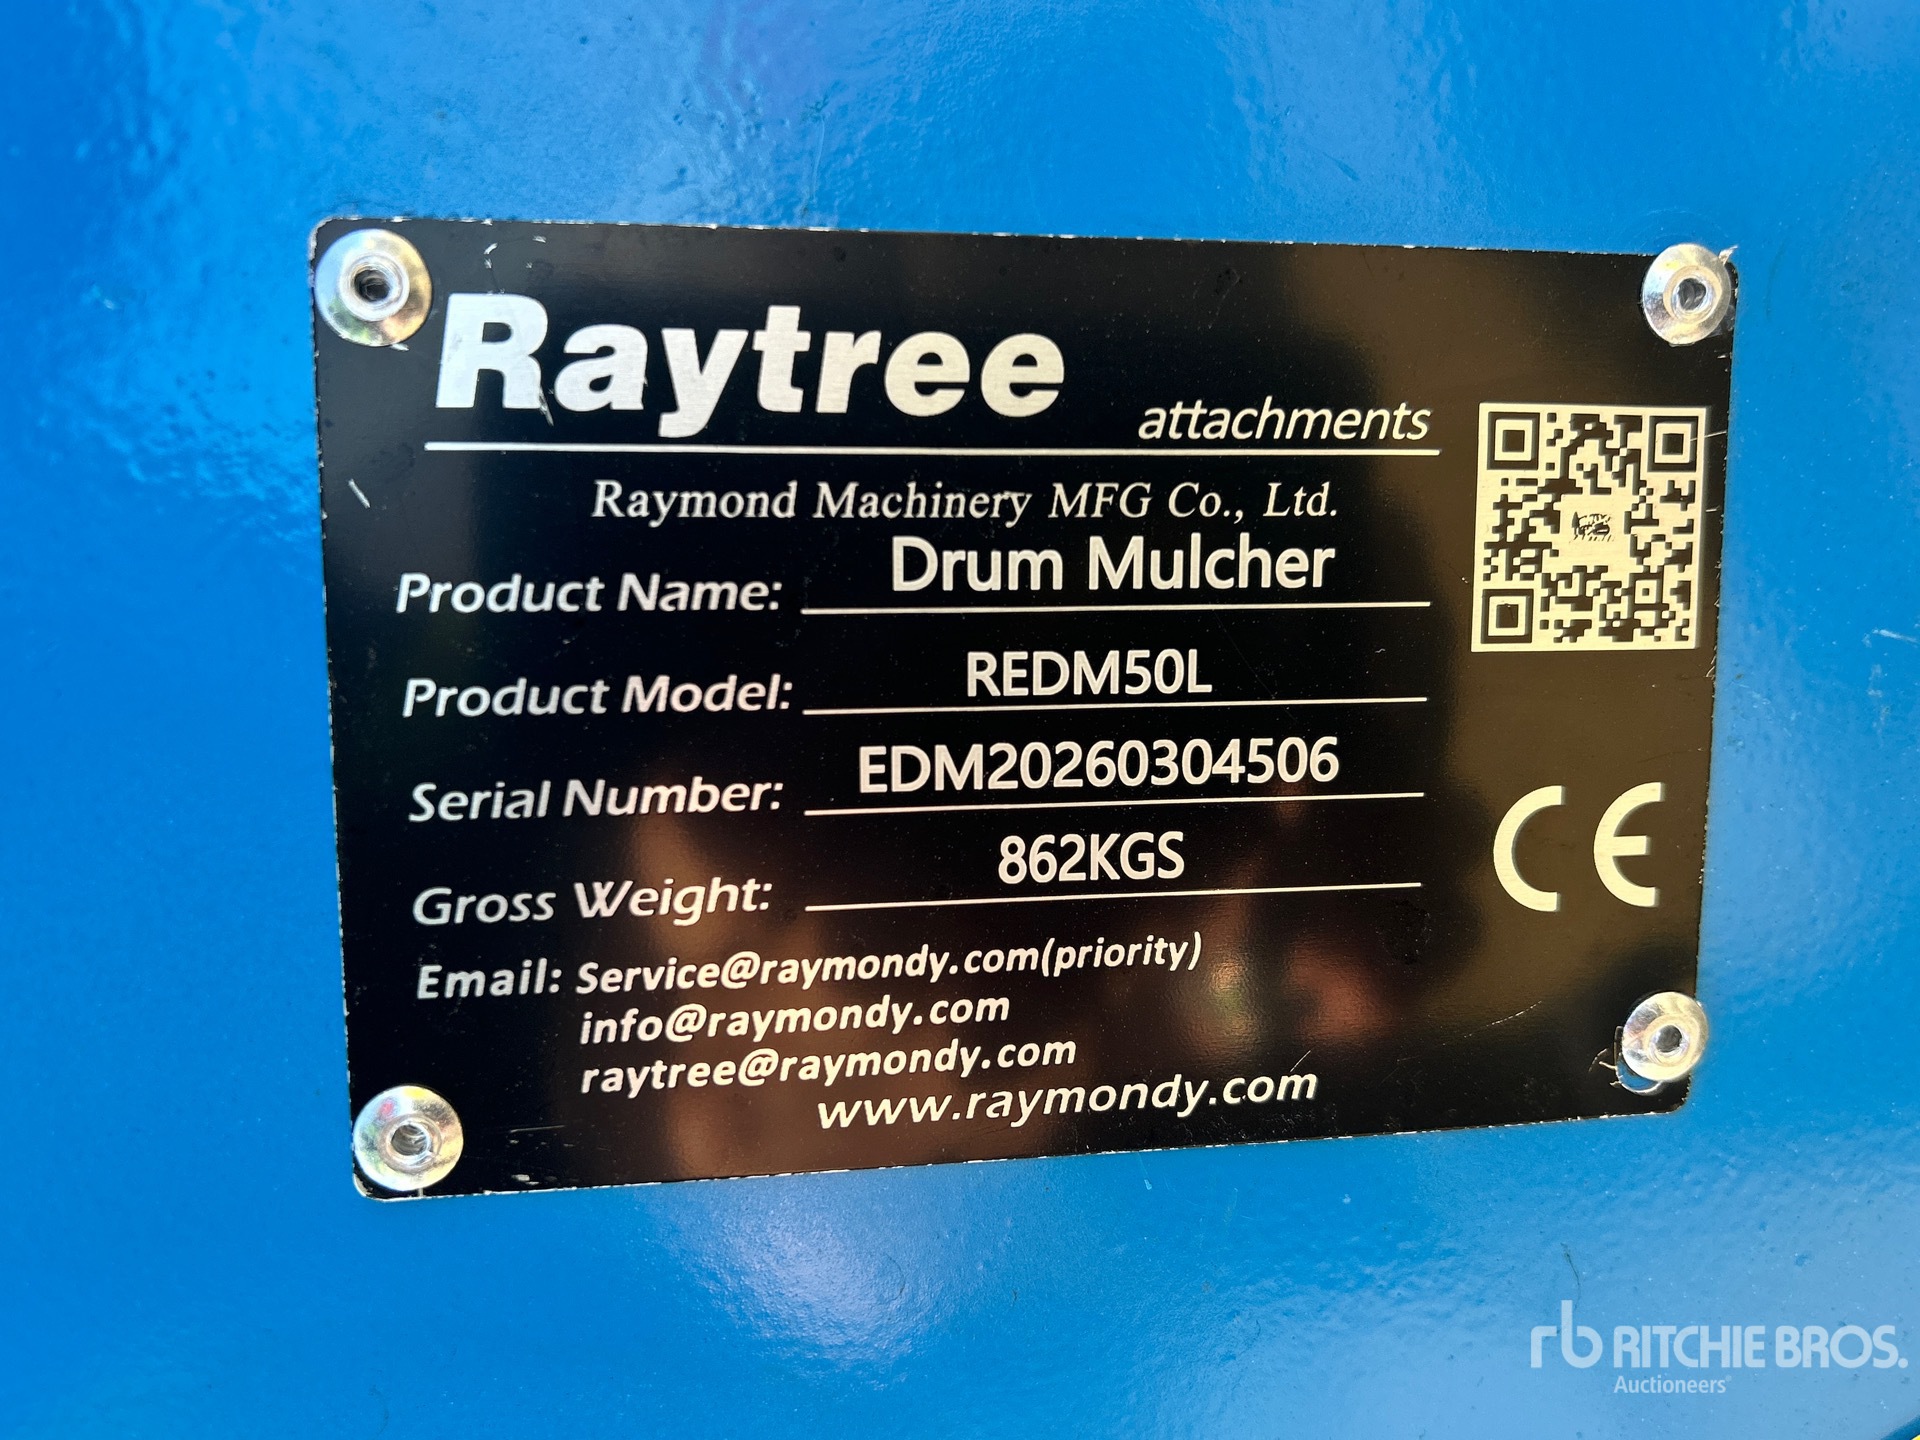 Raytree
attachments
Raymond Machinery MFG Co., Ltd.
Product Name: Drum Mulcher
Product Model: REDM50L
Serial Number: EDM20260304506
Gross Weight: 862KGS
CE
Email: Service@raymondy.com(priority)
info@raymondy.com
raytree@raymondy.com
www.raymondy.com
rb RITCHIE BROS.
Auctioneers